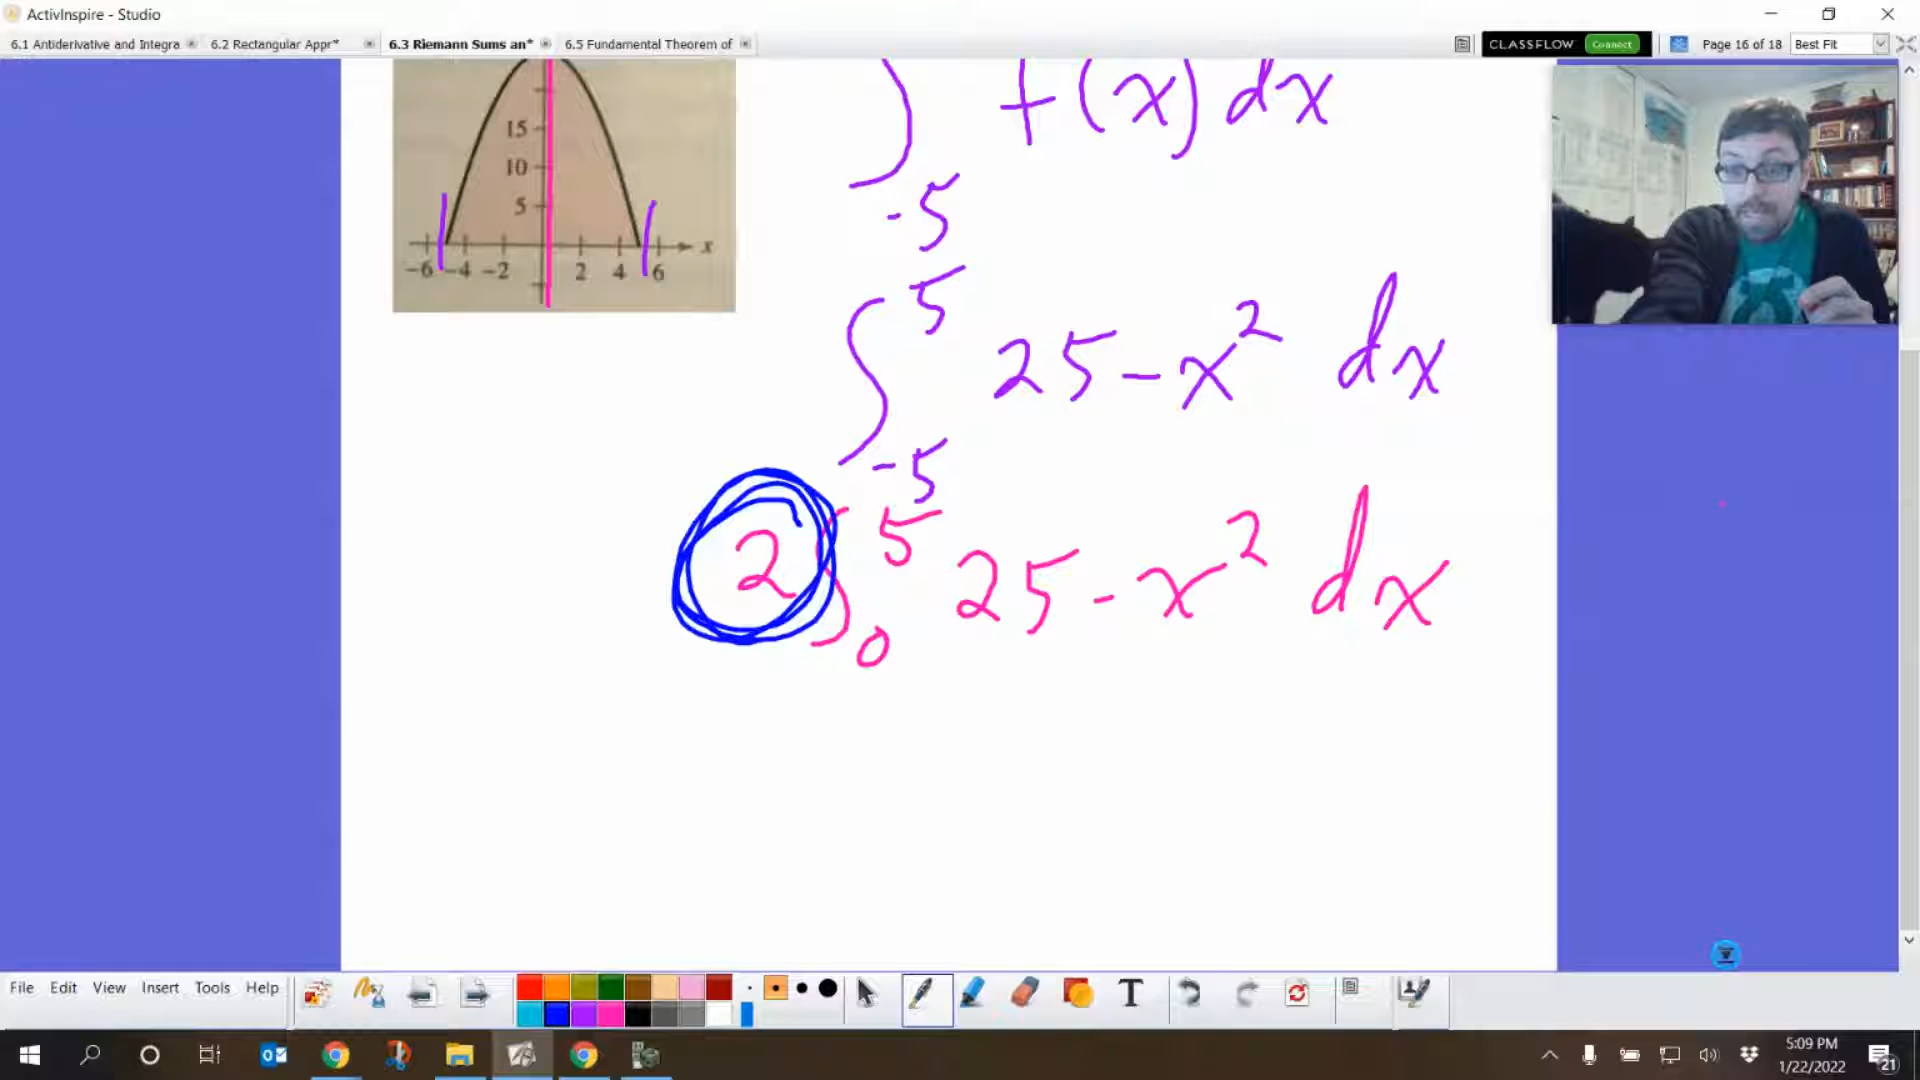 ActivInspire - Studio
6.1 Antiderivative and Integra
6.2 Rectangular Appr*
6.3 Riemann Sums an*
6.5 Fundamental Theorem of
CLASSFLOW Connect
Page 16 of 18
Best Fit
15
10
5
-6 -4 -2 2 4 6 x
∫ f(x) dx
-5
∫ 5 25-x² dx
-5
2 ∫ 5 25-x² dx
0
File Edit View Insert Tools Help
T
5:09 PM
1/22/2022
21